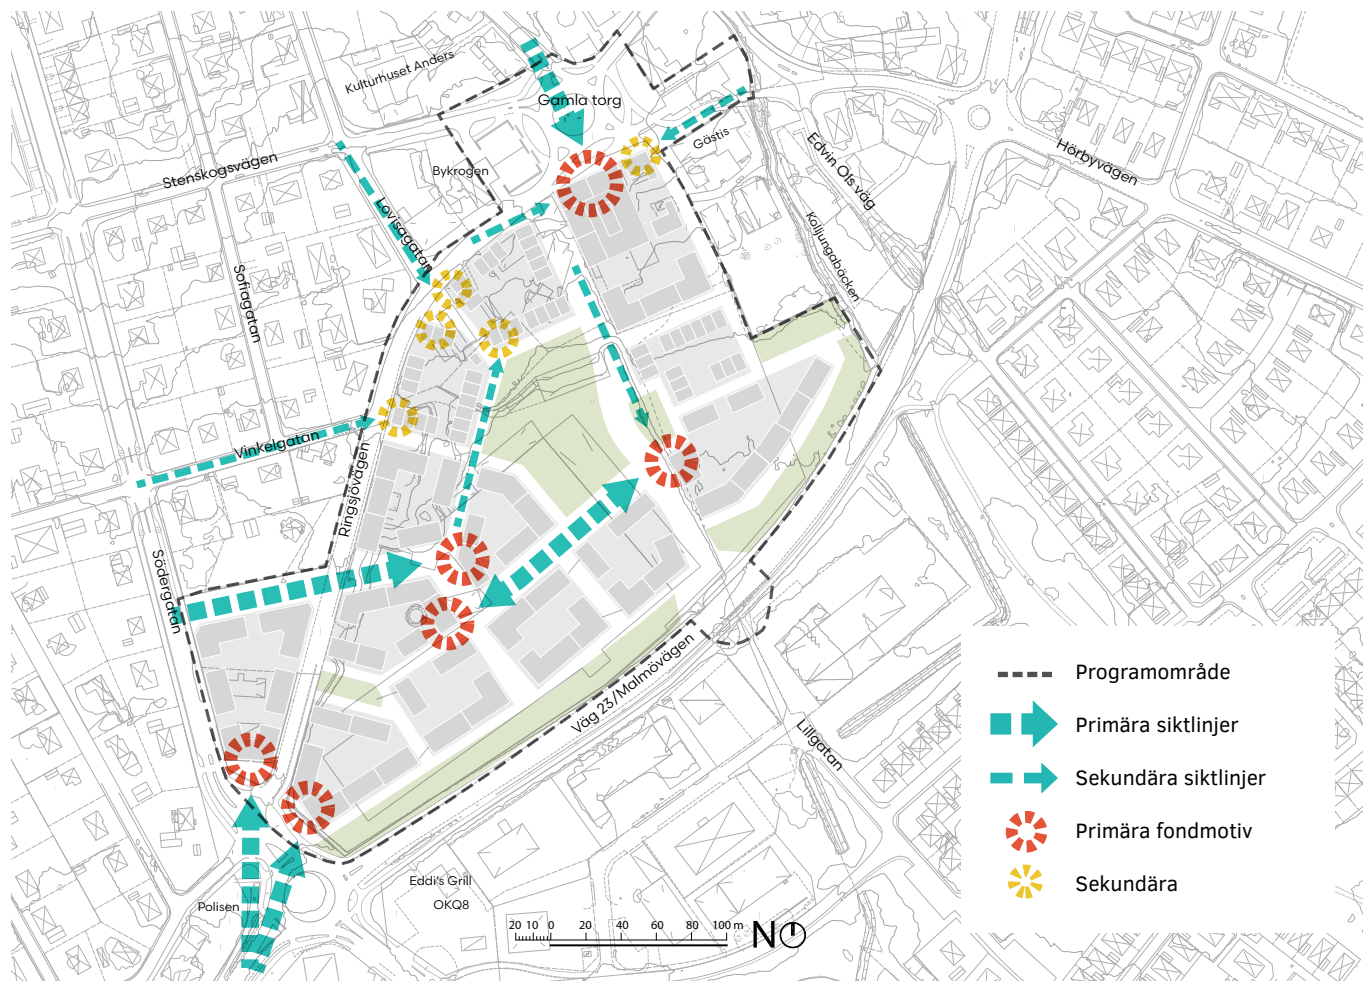 Kulturhuset Anders
Gamla torg
Gästis
Edvin Ols väg
Hörbyvägen
Stenskogsvägen
Bykrogen
Lovisagatan
Kolljungabäcken
Sofiagatan
Vinkelgatan
Ringsjövägen
Södergatan
Väg 23/Malmövägen
Lillgatan
Eddi's Grill
OKQ8
Polisen
20 10 0 20 40 60 80 100 m
N
Programområde
Primära siktlinjer
Sekundära siktlinjer
Primära fondmotiv
Sekundära